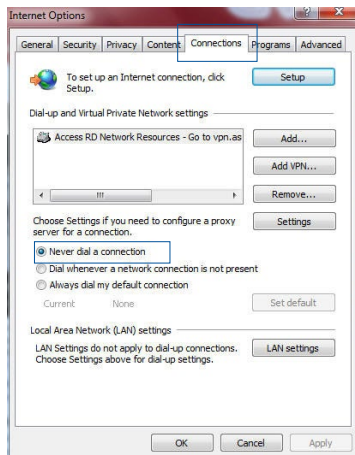 Internet Options
General Security Privacy Content Connections Programs Advanced
To set up an Internet connection, click
Setup.
Setup
Dial-up and Virtual Private Network settings
Access RD Network Resources - Go to vpn.as
Add...
Add VPN...
Remove...
Choose Settings if you need to configure a proxy
server for a connection.
Settings
Never dial a connection
Dial whenever a network connection is not present
Always dial my default connection
Current None
Set default
Local Area Network (LAN) settings
LAN Settings do not apply to dial-up connections.
Choose Settings above for dial-up settings.
LAN settings
OK Cancel Apply